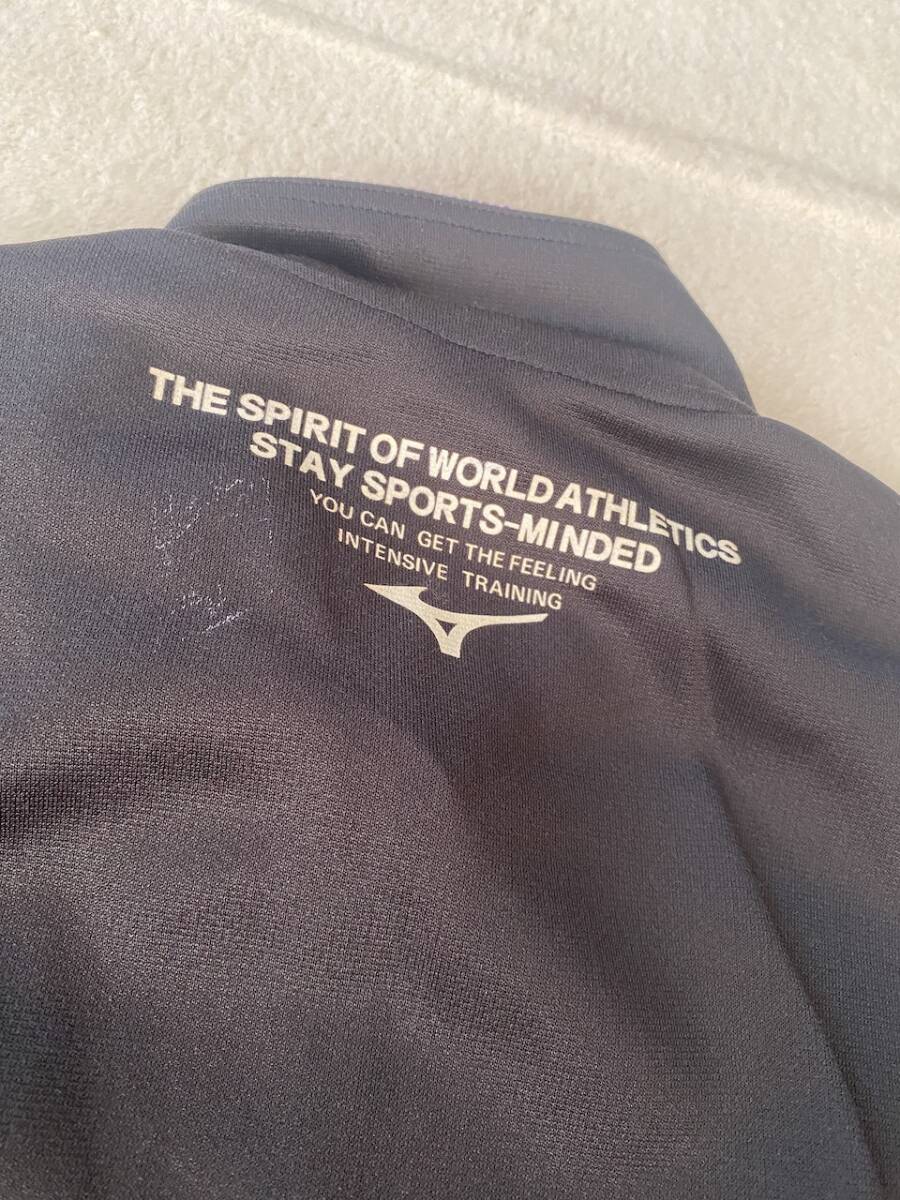 THE SPIRIT OF WORLD ATHLETICS
STAY SPORTS-MINDED
YOU CAN GET THE FEELING
INTENSIVE TRAINING